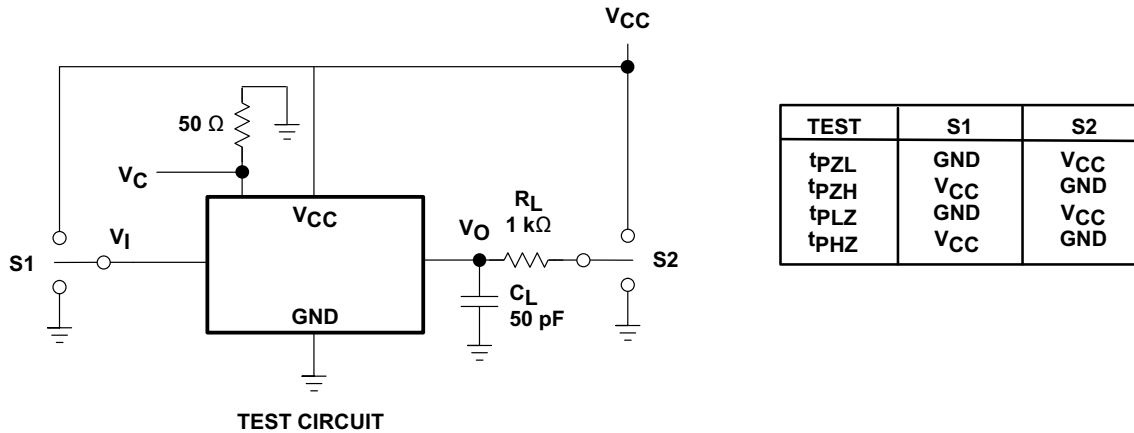 VCC
50 Ω
VC
VCC
RL
1 kΩ
VI
VO
S1
S2
CL
50 pF
GND
TEST CIRCUIT
TEST S1 S2
tPZL GND VCC
tPZH VCC GND
tPLZ GND VCC
tPHZ VCC GND